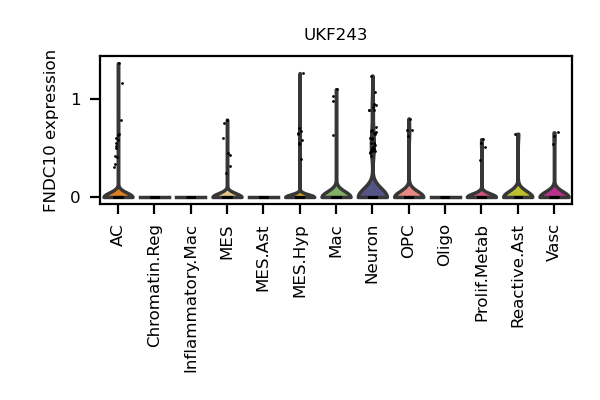 UKF243
FNDC10 expression
1
0
AC
Chromatin.Reg
Inflammatory.Mac
MES
MES.Ast
MES.Hyp
Mac
Neuron
OPC
Oligo
Prolif.Metab
Reactive.Ast
Vasc